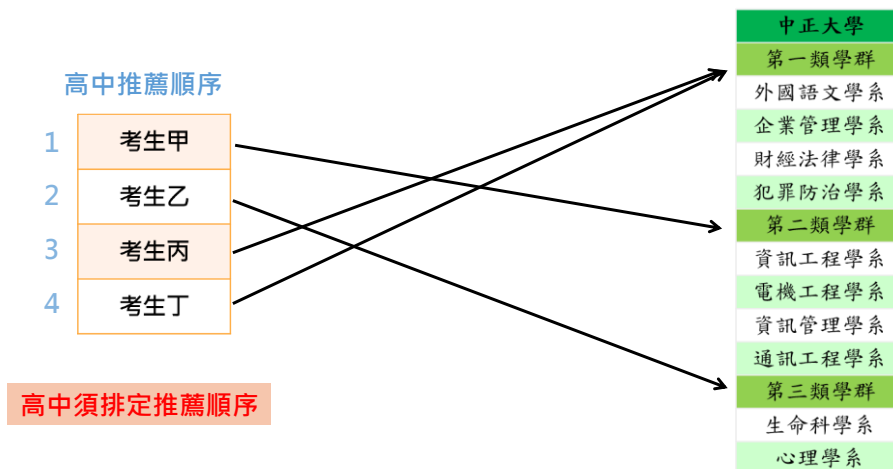 高中推薦順序
1 考生甲
2 考生乙
3 考生丙
4 考生丁
高中須排定推薦順序
中正大學
第一類學群
外國語文學系
企業管理學系
財經法律學系
犯罪防治學系
第二類學群
資訊工程學系
電機工程學系
資訊管理學系
通訊工程學系
第三類學群
生命科學系
心理學系